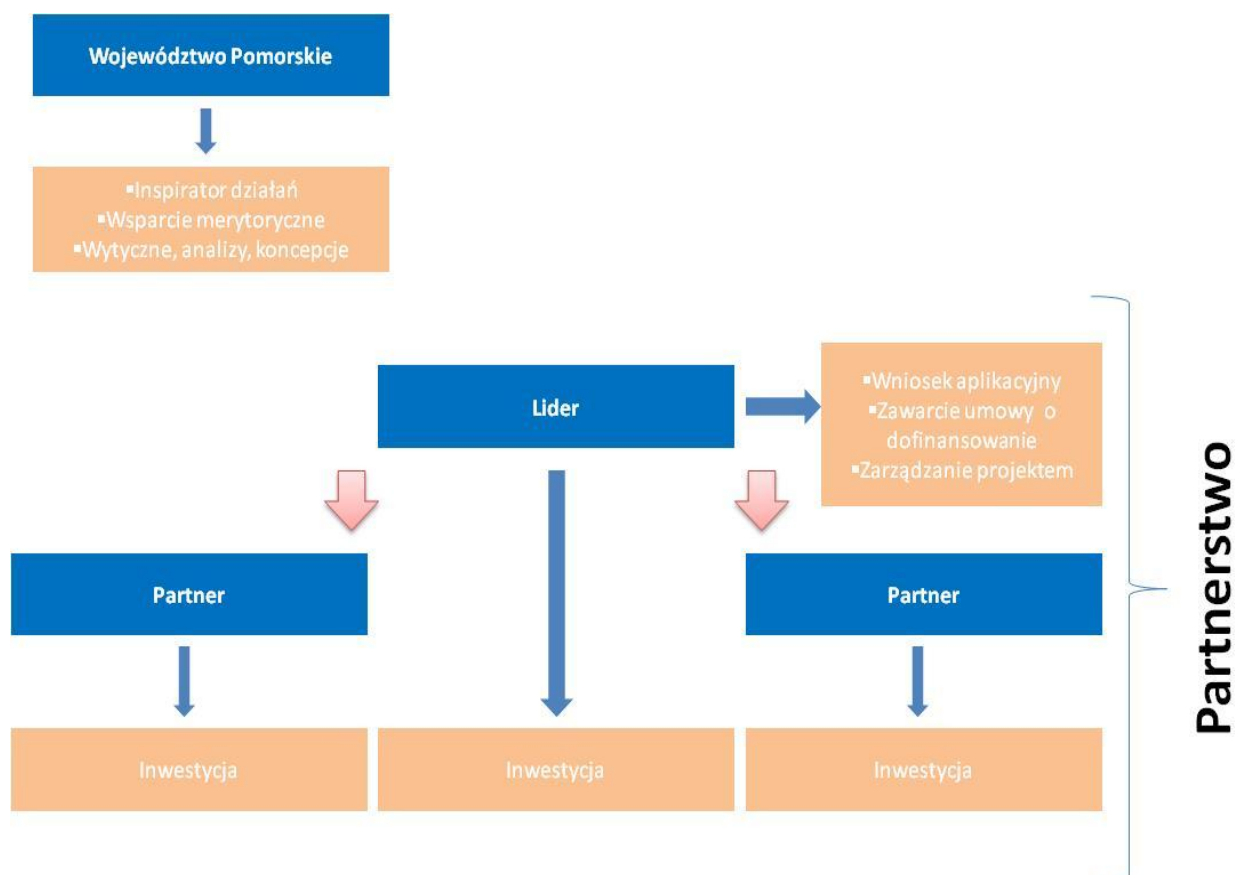 Województwo Pomorskie
▪Inspirator działań
▪Wsparcie merytoryczne
▪Wytyczne, analizy, koncepcje
Lider
▪Wniosek aplikacyjny
▪Zawarcie umowy o
dofinansowanie
▪Zarządzanie projektem
Partner
Partner
Inwestycja
Inwestycja
Inwestycja
Partnerstwo